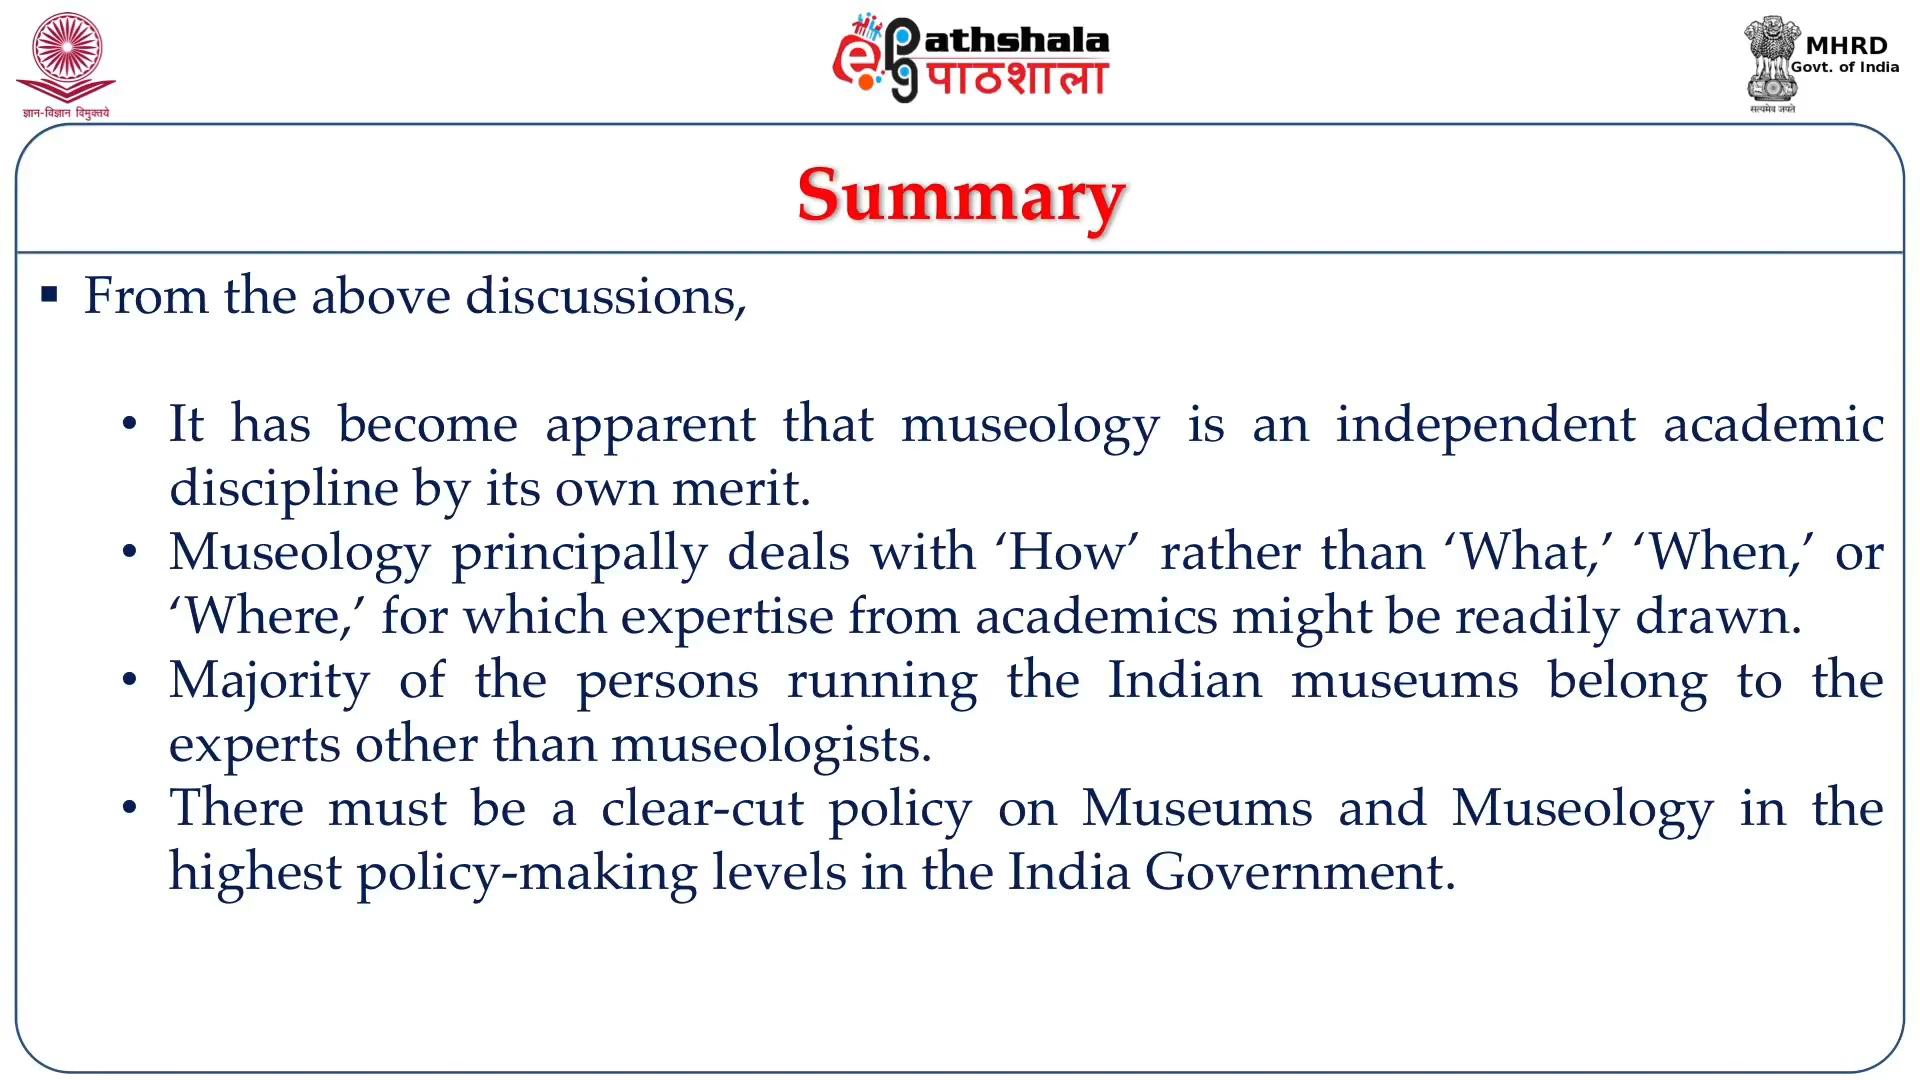 ज्ञान-विज्ञान विमुक्तये
e Pg athshala
पाठशाला
MHRD
Govt. of India
सत्यमेव जयते
Summary
▪ From the above discussions,
• It has become apparent that museology is an independent academic
discipline by its own merit.
• Museology principally deals with ‘How’ rather than ‘What,’ ‘When,’ or
‘Where,’ for which expertise from academics might be readily drawn.
• Majority of the persons running the Indian museums belong to the
experts other than museologists.
• There must be a clear-cut policy on Museums and Museology in the
highest policy-making levels in the India Government.